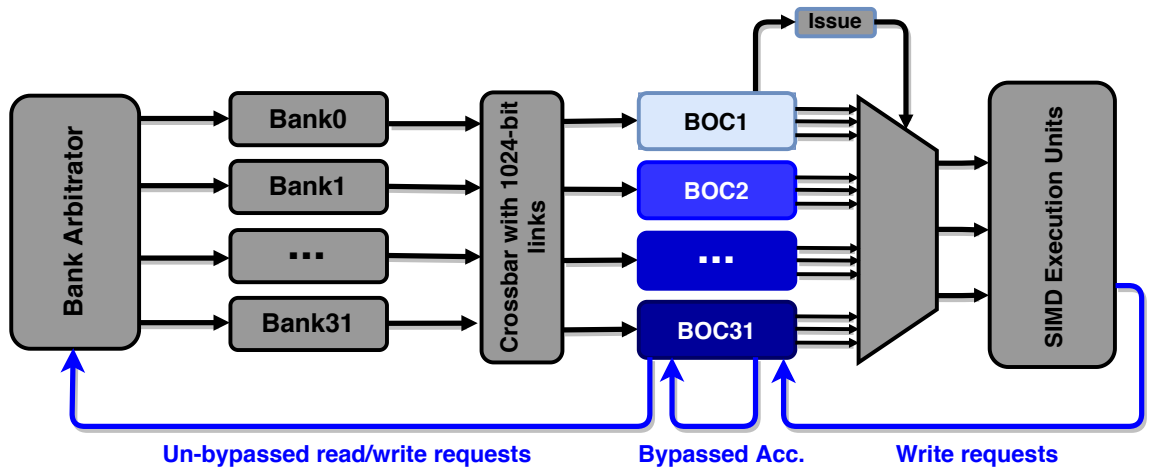 Issue
Bank Arbitrator
Bank0
Bank1
...
Bank31
Crossbar with 1024-bit
links
BOC1
BOC2
...
BOC31
SIMD Execution Units
Un-bypassed read/write requests
Bypassed Acc.
Write requests